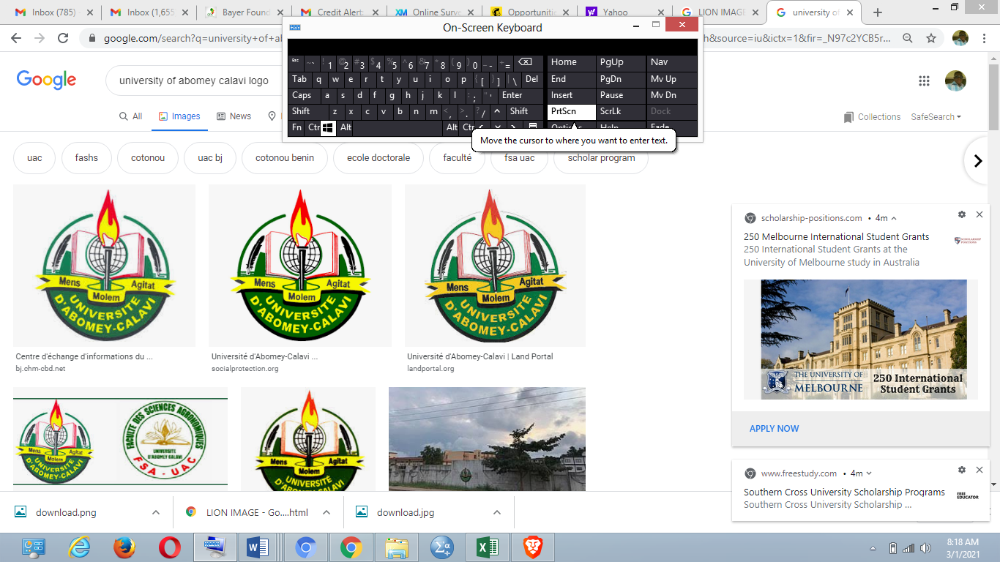 Inbox (785) -
Inbox (1,655
Bayer Found
Credit Alert:
Online Surve
Opportunitie
Yahoo
LION IMAGE
university of
On-Screen Keyboard
google.com/search?q=university+of+al
h&source=iu&ictx=1&fir=_N97c2YCB5r...
Esc ~` ! 1 @ 2 # 3 $ 4 % 5 ^ 6 & 7 * 8 ( 9 ) 0 _ - + = Home PgUp Nav
Tab q w e r t y u i o p { [ } ] | \ Del End PgDn Mv Up
Caps a s d f g h j k l : ; " ' Enter Insert Pause Mv Dn
Shift z x c v b n m < , > . ? / ^ Shift PrtScn ScrLk Dock
Fn Ctr Alt Alt Ctr Options Help Fade
Move the cursor to where you want to enter text.
Google
university of abomey calavi logo
All
Images
News
Collections
SafeSearch
uac
fashs
cotonou
uac bj
cotonou benin
ecole doctorale
faculté
fsa uac
scholar program
Mens Agitat
Molem
UNIVERSITÉ
D'ABOMEY-CALAVI
Mens Agitat
Molem
UNIVERSITÉ
D'ABOMEY-CALAVI
Mens Agitat
Molem
UNIVERSITÉ
D'ABOMEY-CALAVI
Centre d'échange d'informations du ...
bj.chm-cbd.net
Université d'Abomey-Calavi ...
socialprotection.org
Université d'Abomey-Calavi | Land Portal
landportal.org
Mens Agitat
Molem
UNIVERSITÉ
D'ABOMEY-CALAVI
FACULTE DES SCIENCES AGRONOMIQUES
UNIVERSITE
D'ABOMEY CALAVI
FSA - UAC
Mens Agitat
Molem
UNIVERSITÉ
scholarship-positions.com • 4m
250 Melbourne International Student Grants
250 International Student Grants at the
University of Melbourne study in Australia
SCHOLARSHIP
POSITIONS
THE UNIVERSITY OF
MELBOURNE
250 International
Student Grants
APPLY NOW
www.freestudy.com • 4m
Southern Cross University Scholarship Programs
Southern Cross University Scholarship ...
FREE
EDUCATOR
download.png
LION IMAGE - Go....html
download.jpg
8:18 AM
3/1/2021